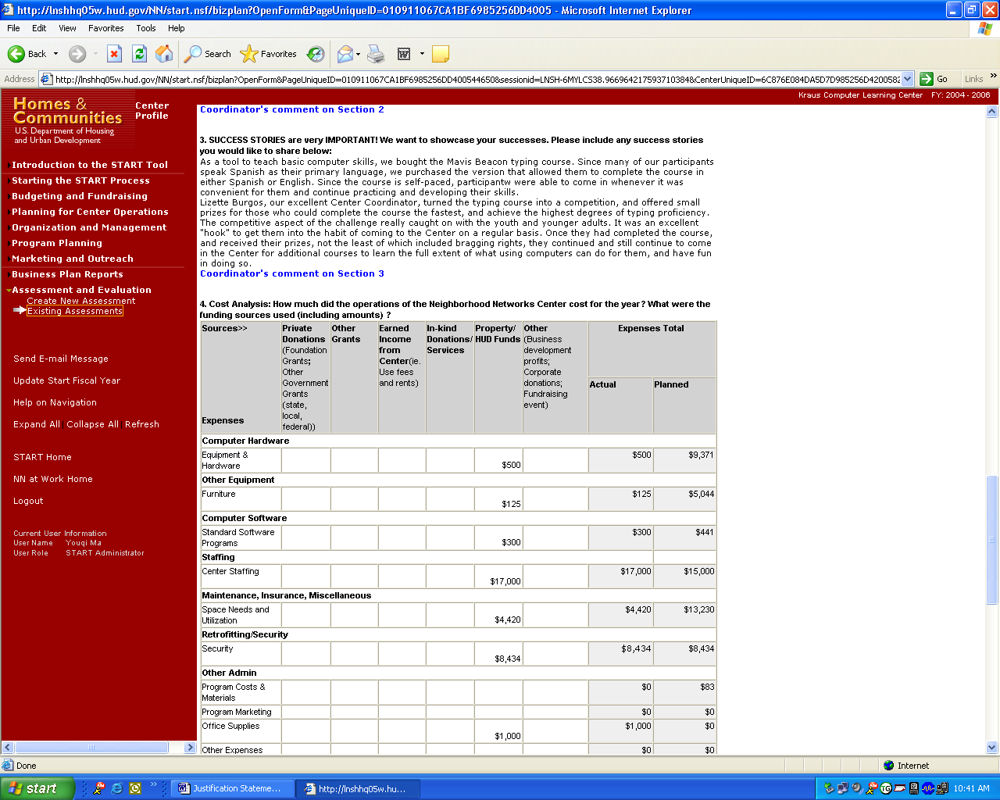 http://lnshhq05w.hud.gov/NN/start.nsf/bizplan?OpenForm&PageUniqueID=010911067CA1BF6985256DD4005 - Microsoft Internet Explorer
File Edit View Favorites Tools Help
Back Search Favorites
Address http://lnshhq05w.hud.gov/NN/start.nsf/bizplan?OpenForm&PageUniqueID=010911067CA1BF6985256DD400544650&sessionid=LNSH-6MYLCS38.966964217593710384&CenterUniqueID=6C876E084DA5D7D985256D4200582 Go Links »
Kraus Computer Learning Center FY: 2004 - 2006
Homes &
Communities
U.S. Department of Housing
and Urban Development
Center
Profile
Introduction to the START Tool
Starting the START Process
Budgeting and Fundraising
Planning for Center Operations
Organization and Management
Program Planning
Marketing and Outreach
Business Plan Reports
Assessment and Evaluation
Create New Assessment
Existing Assessments
Send E-mail Message
Update Start Fiscal Year
Help on Navigation
Expand All | Collapse All Refresh
START Home
NN at Work Home
Logout
Current User Information
User Name Youqi Ma
User Role START Administrator
Coordinator's comment on Section 2
3. SUCCESS STORIES are very IMPORTANT! We want to showcase your successes. Please include any success stories
you would like to share below:
As a tool to teach basic computer skills, we bought the Mavis Beacon typing course. Since many of our participants
speak Spanish as their primary language, we purchased the version that allowed them to complete the course in
either Spanish or English. Since the course is self-paced, participantw were able to come in whenever it was
convenient for them and continue practicing and developing their skills.
Lizette Burgos, our excellent Center Coordinator, turned the typing course into a competition, and offered small
prizes for those who could complete the course the fastest, and achieve the highest degrees of typing proficiency.
The competitive aspect of the challenge really caught on with the youth and younger adults. It was an excellent
"hook" to get them into the habit of coming to the Center on a regular basis. Once they had completed the course,
and received their prizes, not the least of which included bragging rights, they continued and still continue to come
in the Center for additional courses to learn the full extent of what using computers can do for them, and have fun
in doing so.
Coordinator's comment on Section 3
4. Cost Analysis: How much did the operations of the Neighborhood Networks Center cost for the year? What were the
funding sources used (including amounts) ?
Sources>>
Expenses
Private
Donations
(Foundation
Grants;
Other
Government
Grants
(state,
local,
federal))
Other
Grants
Earned
Income
from
Center(ie.
Use fees
and rents)
In-kind
Donations/
Services
Property/
HUD Funds
Other
(Business
development
profits;
Corporate
donations;
Fundraising
event)
Expenses Total
Actual Planned
Computer Hardware
Equipment &
Hardware $500 $500 $9,371
Other Equipment
Furniture $125 $125 $5,044
Computer Software
Standard Software
Programs $300 $300 $441
Staffing
Center Staffing $17,000 $17,000 $15,000
Maintenance, Insurance, Miscellaneous
Space Needs and
Utilization $4,420 $4,420 $13,230
Retrofitting/Security
Security $8,434 $8,434 $8,434
Other Admin
Program Costs &
Materials $0 $83
Program Marketing $0 $0
Office Supplies $1,000 $1,000 $0
Other Expenses $0 $0
Done Internet
start » Justification Stateme... http://lnshhq05w.hu... 10:41 AM